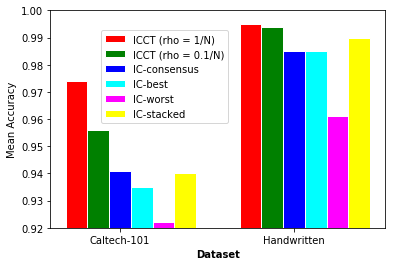 1.00
0.99
0.98
0.97
0.96
0.95
0.94
0.93
0.92
Mean Accuracy
ICCT (rho = 1/N)
ICCT (rho = 0.1/N)
IC-consensus
IC-best
IC-worst
IC-stacked
Caltech-101
Handwritten
Dataset